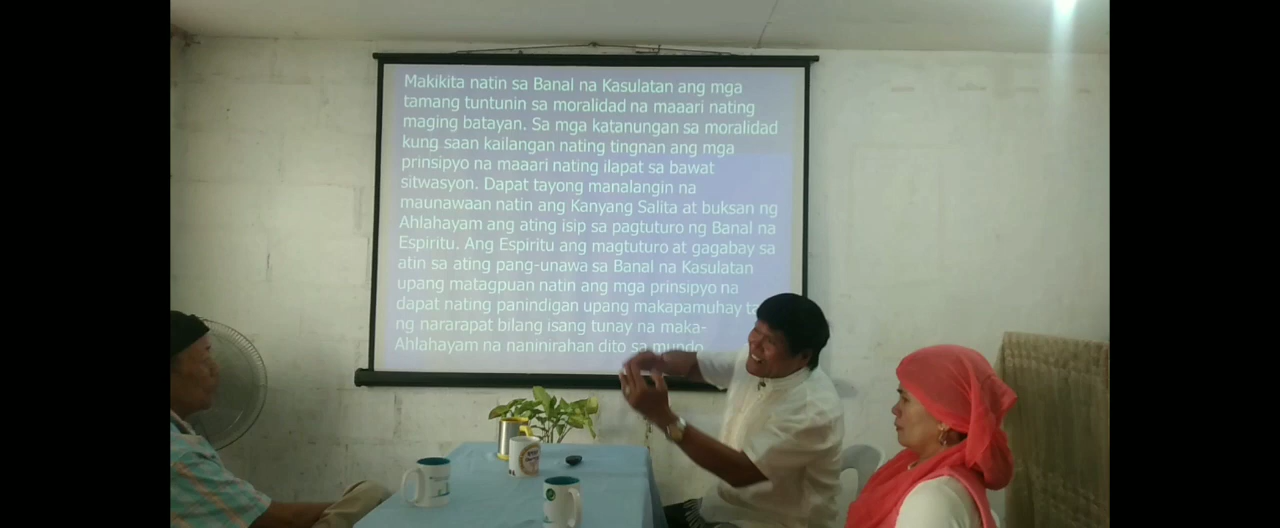 Makikita natin sa Banal na Kasulatan ang mga
tamang tuntunin sa moralidad na maaari nating
maging batayan. Sa mga katanungan sa moralidad
kung saan kailangan nating tingnan ang mga
prinsipyo na maaari nating ilapat sa bawat
sitwasyon. Dapat tayong manalangin na
maunawaan natin ang Kanyang Salita at buksan ng
Ahlahayam ang ating isip sa pagtuturo ng Banal na
Espiritu. Ang Espiritu ang magtuturo at gagabay sa
atin sa ating pang-unawa sa Banal na Kasulatan
upang matagpuan natin ang mga prinsipyo na
dapat nating panindigan upang makapamuhay
ng nararapat bilang isang tunay na maka-
Ahlahayam na naninirahan dito sa mundo